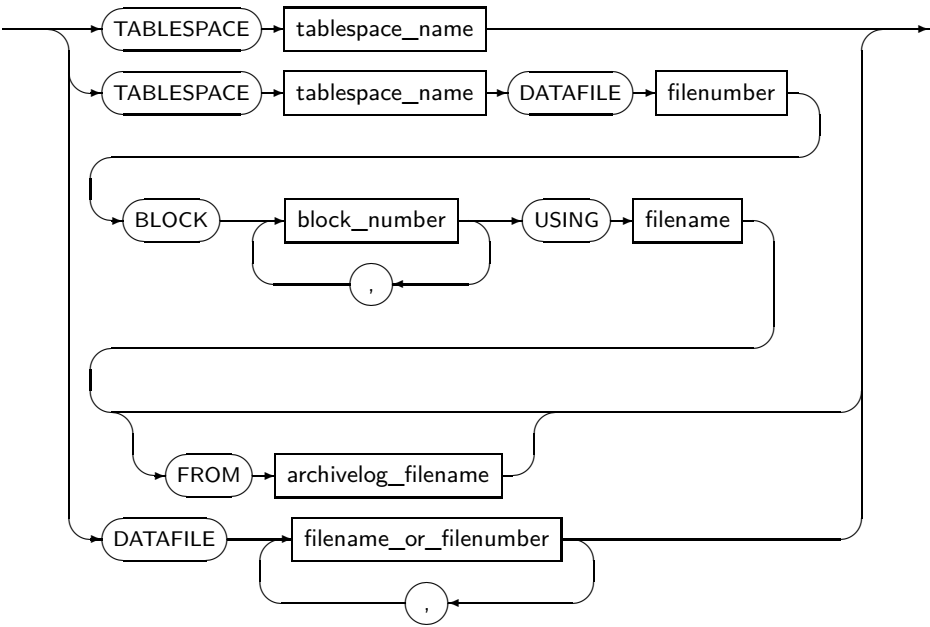 TABLESPACE tablespace_name
TABLESPACE tablespace_name DATAFILE filenumber
BLOCK block_number USING filename
,
FROM archivelog_filename
DATAFILE filename_or_filenumber
,